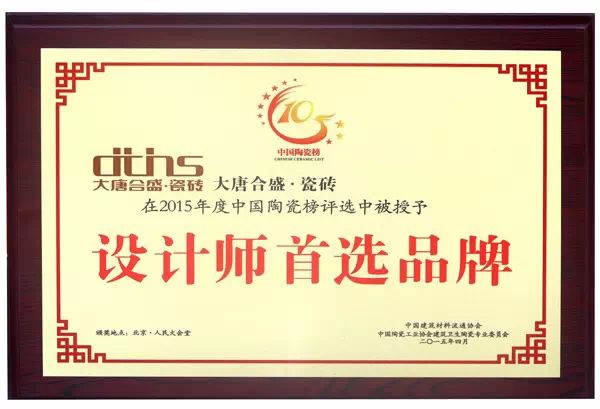 105
中国陶瓷榜
CHINESE CERAMIC LIST
dths
大唐合盛·瓷砖 大唐合盛·瓷砖
在2015年度中国陶瓷榜评选中被授予
设计师首选品牌
颁奖地点：北京·人民大会堂
中国建筑材料流通协会
中国陶瓷工业协会建筑卫生陶瓷专业委员会
二〇一五年四月